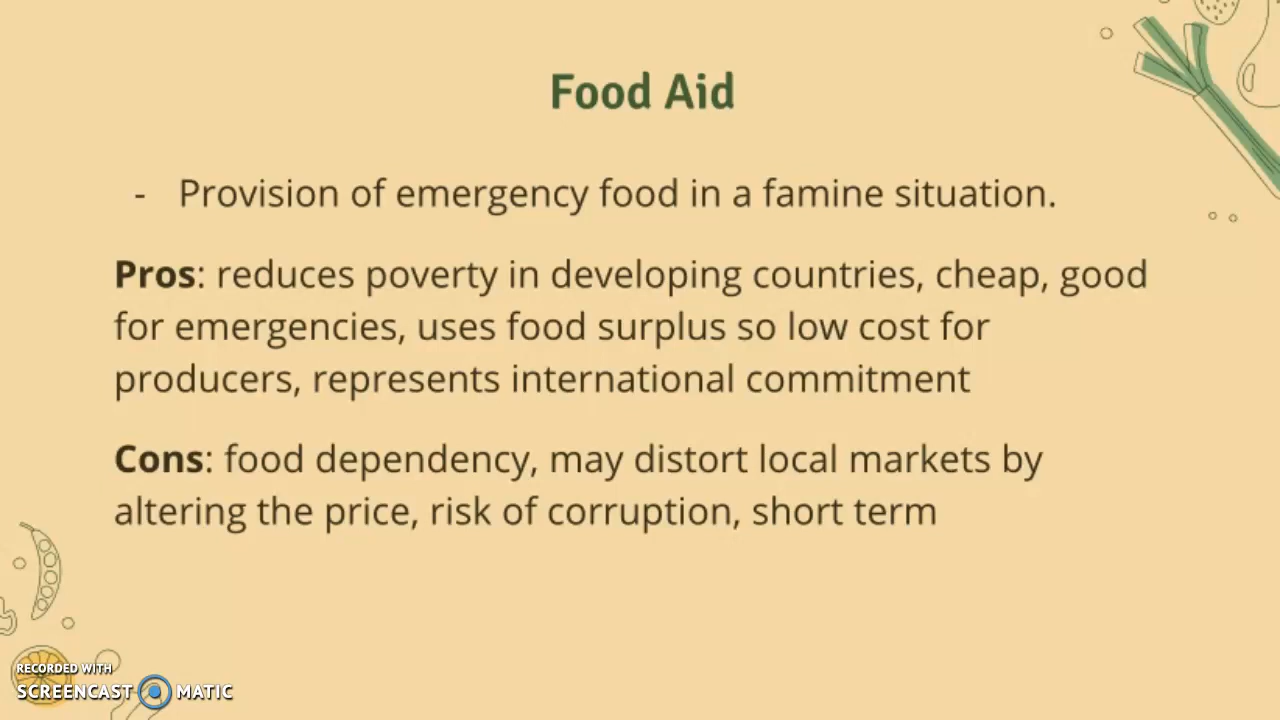 Food Aid
- Provision of emergency food in a famine situation.
Pros: reduces poverty in developing countries, cheap, good
for emergencies, uses food surplus so low cost for
producers, represents international commitment
Cons: food dependency, may distort local markets by
altering the price, risk of corruption, short term
RECORDED WITH
SCREENCAST MATIC